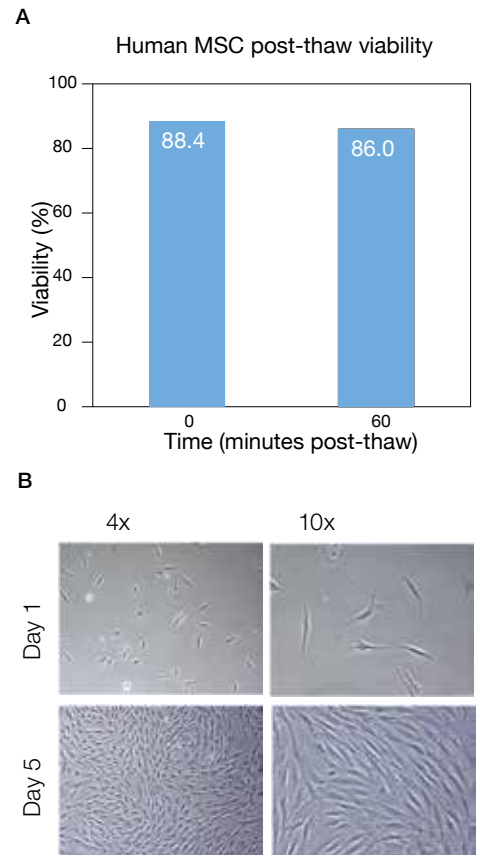 A
Human MSC post-thaw viability
100
80
60
40
20
0
Viability (%)
88.4
86.0
0
60
Time (minutes post-thaw)
B
4x
10x
Day 1
Day 5